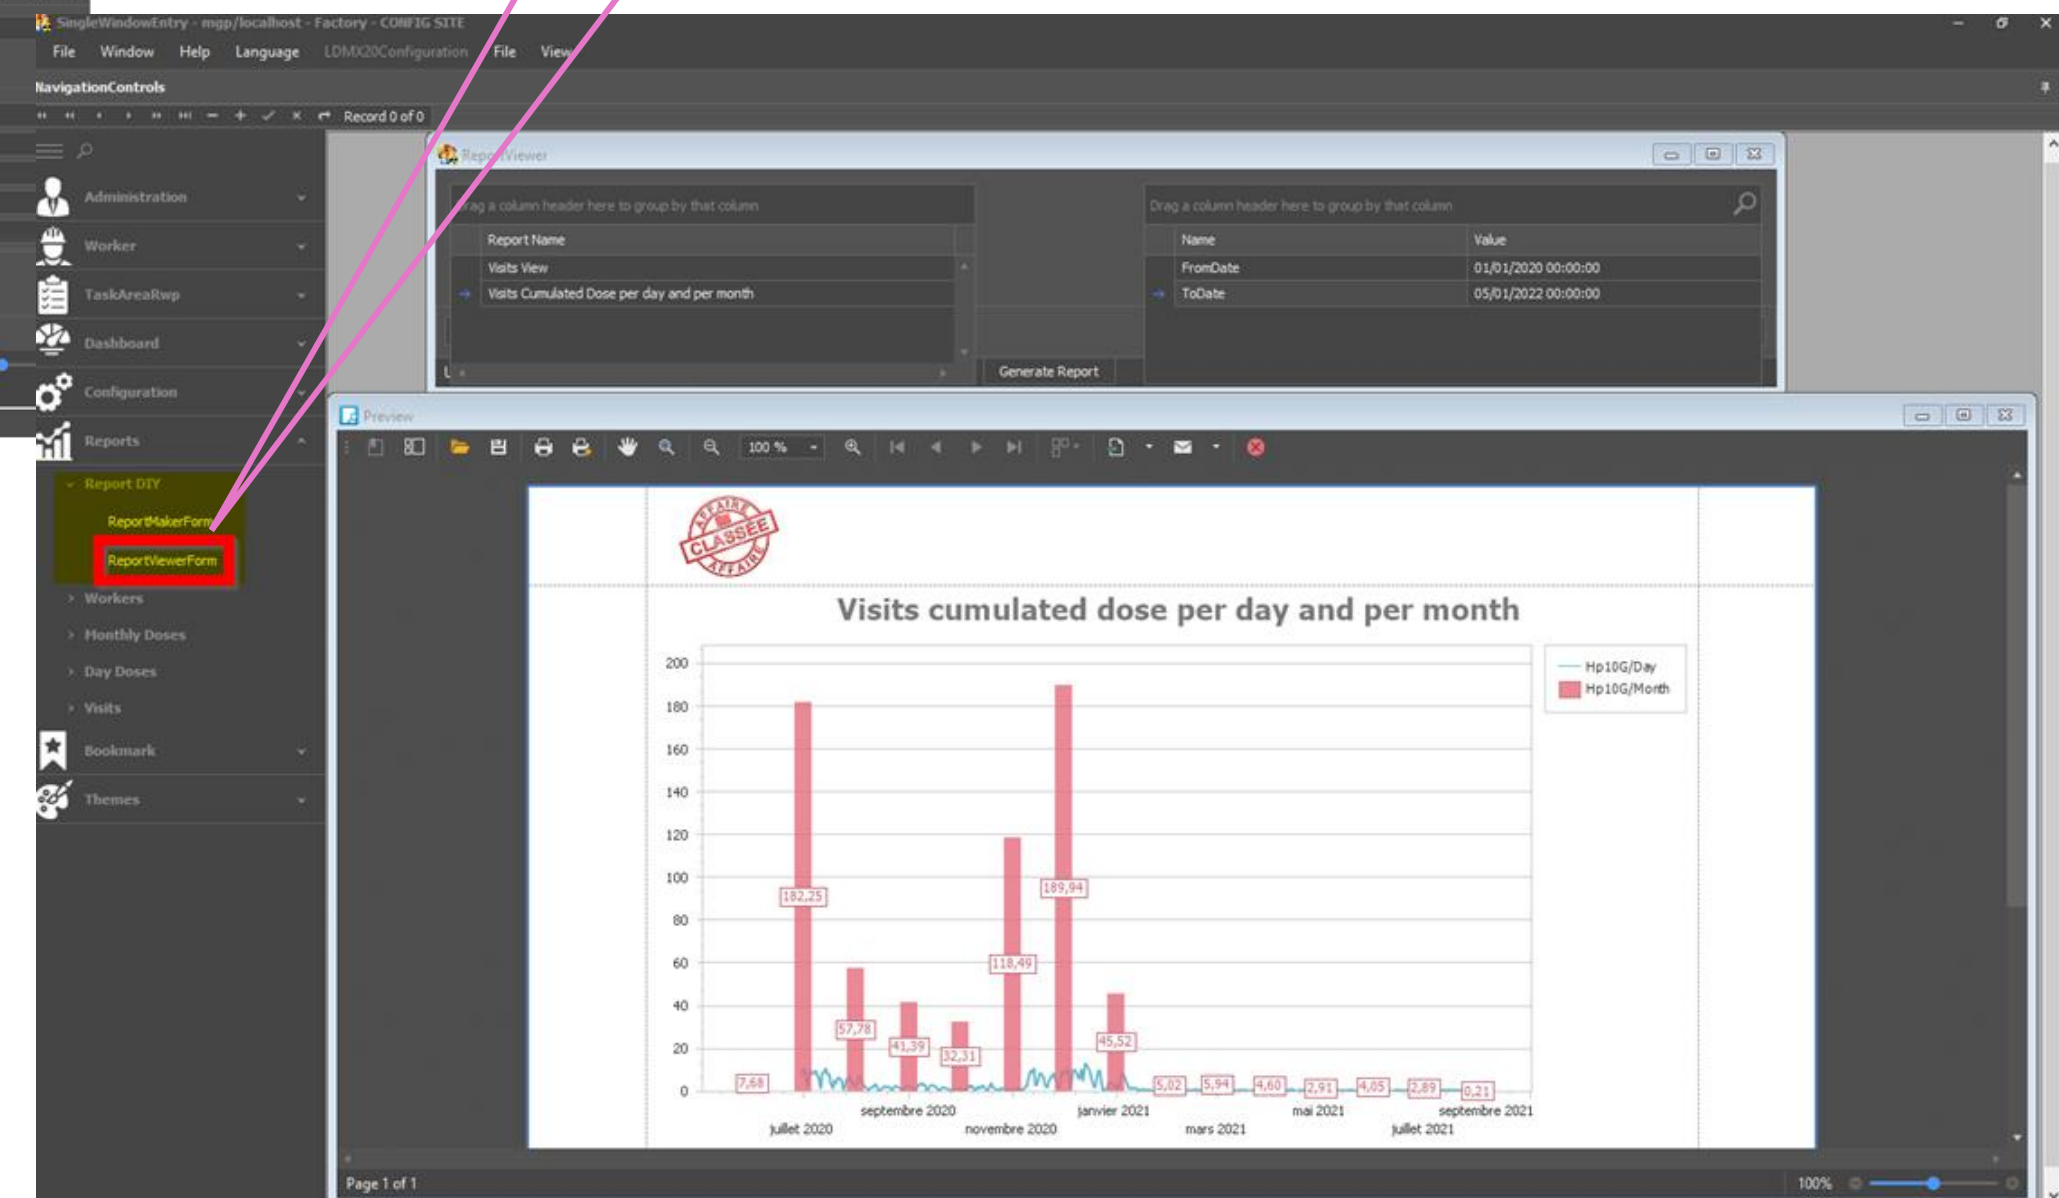 SingleWindowEntry - mgp/localhost - Factory - CONFIG SITE
File Window Help Language LDMX20Configuration File View
NavigationControls
Record 0 of 0
Administration
Worker
TaskAreaRwp
Dashboard
Configuration
Reports
Report DIY
ReportMakerForm
ReportViewerForm
Workers
Monthly Doses
Day Doses
Visits
Bookmark
Themes
ReportViewer
Drag a column header here to group by that column
Report Name
Visits View
Visits Cumulated Dose per day and per month
Generate Report
Drag a column header here to group by that column
Name Value
FromDate 01/01/2020 00:00:00
ToDate 05/01/2022 00:00:00
Preview
100 %
AFFAIRE
CLASSÉE
AFFAIRE
Visits cumulated dose per day and per month
Hp10G/Day
Hp10G/Month
200
180
160
140
120
100
80
60
40
20
0
7,68
182,25
57,78
41,39
32,31
118,49
189,94
45,52
5,02
5,94
4,60
2,91
4,05
2,89
0,21
juillet 2020
septembre 2020
novembre 2020
janvier 2021
mars 2021
mai 2021
juillet 2021
septembre 2021
Page 1 of 1
100%